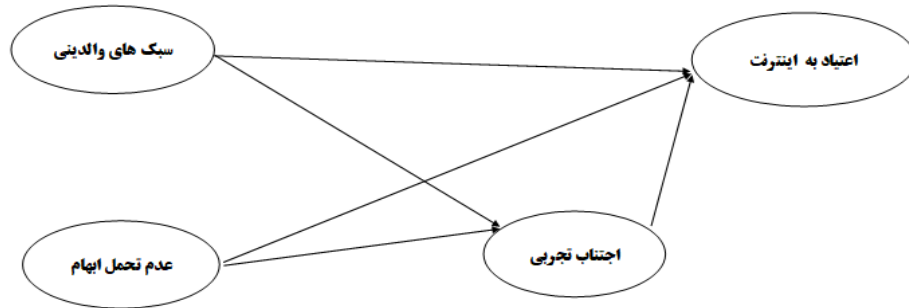 سبک های والدینی
اعتیاد به اینترنت
عدم تحمل ابهام
اجتناب تجربی